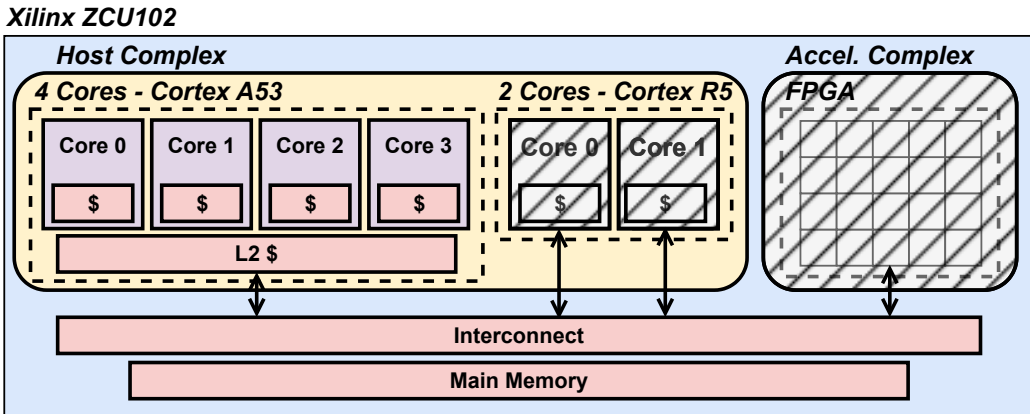 Xilinx ZCU102
Host Complex
Accel. Complex
4 Cores - Cortex A53
2 Cores - Cortex R5
FPGA
Core 0
Core 1
Core 2
Core 3
Core 0
Core 1
$
$
$
$
$
$
L2 $
Interconnect
Main Memory